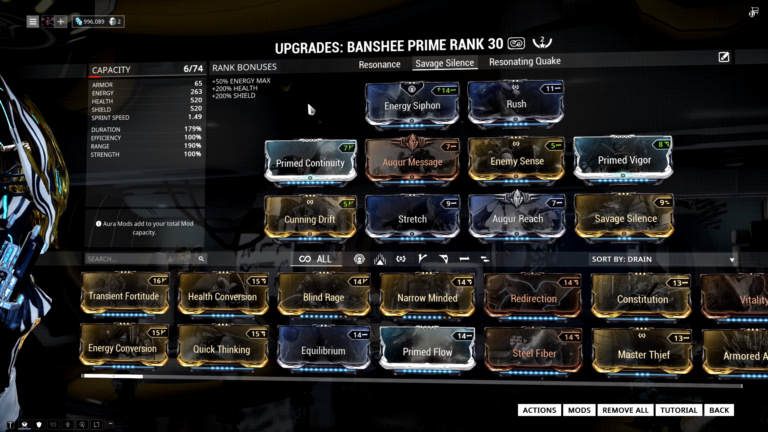 996,089 2
UPGRADES: BANSHEE PRIME RANK 30 2
Resonance Savage Silence Resonating Quake
CAPACITY 6/74
ARMOR 65
ENERGY 263
HEALTH 520
SHIELD 520
SPRINT SPEED 1.49
DURATION 179%
EFFICIENCY 100%
RANGE 190%
STRENGTH 100%
Aura Mods add to your total Mod
capacity.
RANK BONUSES
+50% ENERGY MAX
+200% HEALTH
+200% SHIELD
14 11
Energy Siphon Rush
7 7 5 8
Primed Continuity Augur Message Enemy Sense Primed Vigor
5 9 7 9
Cunning Drift Stretch Augur Reach Savage Silence
SEARCH... ALL SORT BY: DRAIN
16 15 14 14 14 13
Transient Fortitude Health Conversion Blind Rage Narrow Minded Redirection Constitution Vitality
15 15 14 14 14 13
Energy Conversion Quick Thinking Equilibrium Primed Flow Steel Fiber Master Thief Armored A
ACTIONS MODS REMOVE ALL TUTORIAL BACK